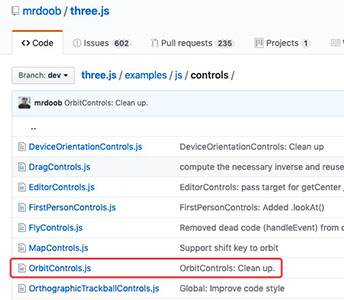 mrdoob / three.js
Code Issues 602 Pull requests 235 Projects 1
Branch: dev three.js / examples / js / controls /
mrdoob OrbitControls: Clean up.
..
DeviceOrientationControls.js DeviceOrientationControls: Clean up
DragControls.js compute the necessary inverse and reuse
EditorControls.js EditorControls: pass target for getCenter
FirstPersonControls.js FirstPersonControls: Added .lookAt()
FlyControls.js Removed dead code (handleEvent) from
MapControls.js Support shift key to orbit
OrbitControls.js OrbitControls: Clean up.
OrthographicTrackballControls.js Global: Improve code style